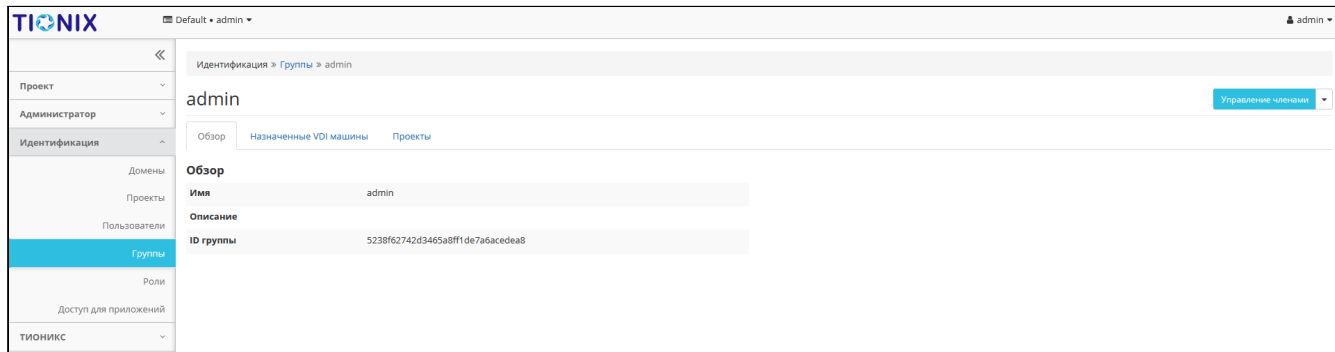 TIONIX
Default • admin
admin
Идентификация » Группы » admin
Проект
Администратор
Идентификация
Домены
Проекты
Пользователи
Группы
Роли
Доступ для приложений
ТИОНИКС
admin
Управление членами
Обзор Назначенные VDI машины Проекты
Обзор
Имя admin
Описание
ID группы 5238f62742d3465a8ff1de7a6acedea8